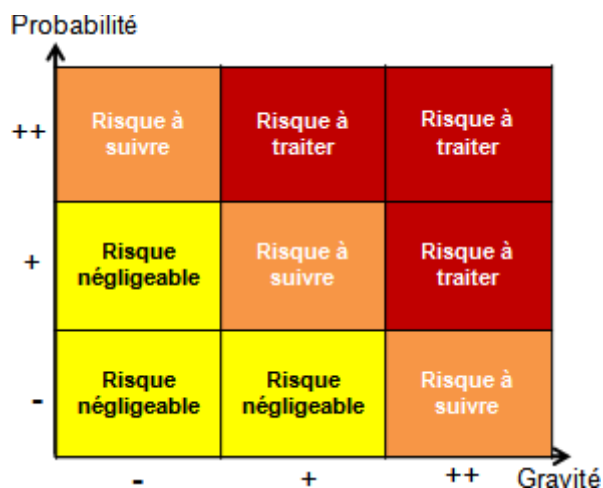 Probabilité
++
Risque à
suivre
Risque à
traiter
Risque à
traiter
+
Risque
négligeable
Risque à
suivre
Risque à
traiter
-
Risque
négligeable
Risque
négligeable
Risque à
suivre
-
+
++
Gravité